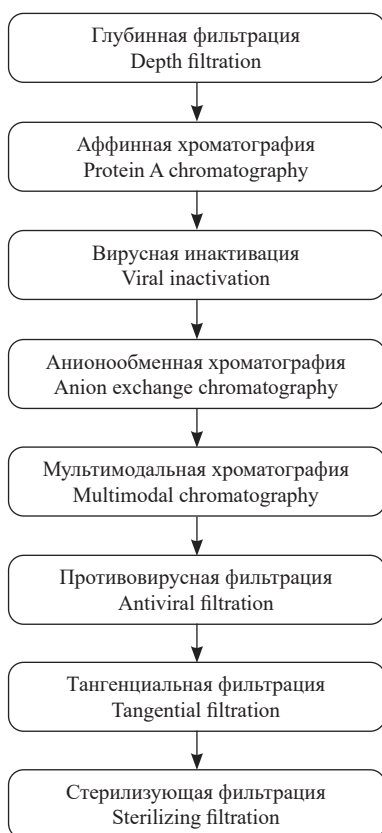 Глубинная фильтрация
Depth filtration
Аффинная хроматография
Protein A chromatography
Вирусная инактивация
Viral inactivation
Анионообменная хроматография
Anion exchange chromatography
Мультимодальная хроматография
Multimodal chromatography
Противовирусная фильтрация
Antiviral filtration
Тангенциальная фильтрация
Tangential filtration
Стерилизующая фильтрация
Sterilizing filtration